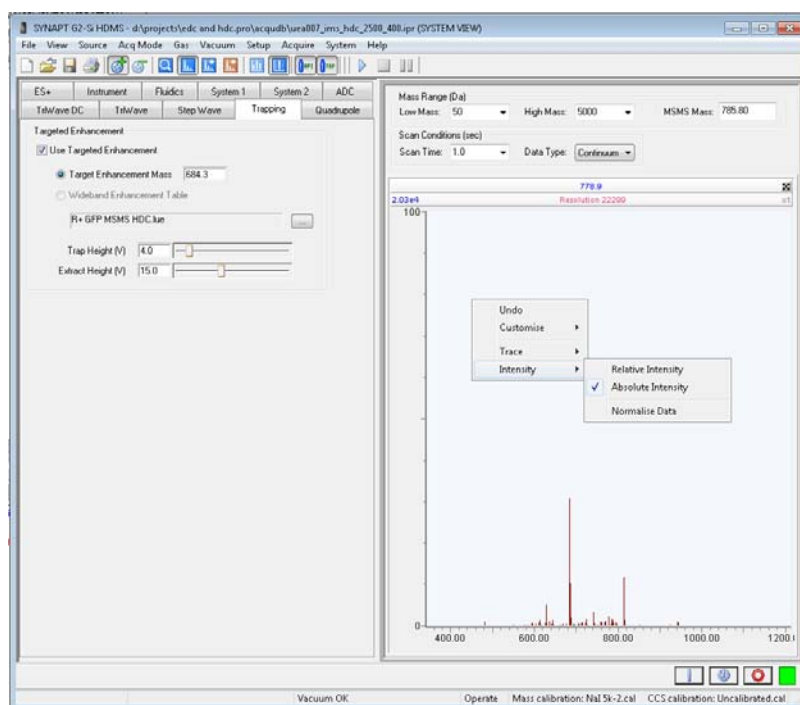 SYNAPT G2-Si HDMS - d:\projects\edc and hdc.pro\acqudb\urea007_ims_hdc_2500_400.ipr (SYSTEM VIEW)
File View Source Acq Mode Gas Vacuum Setup Acquire System Help
ES+ Instrument Fluidics System 1 System 2 ADC
TriWave DC TriWave Step Wave Trapping Quadrupole
Targeted Enhancement
Use Targeted Enhancement
Target Enhancement Mass 684.3
Wideband Enhancement Table
R+ GFP MSMS HDC.lue ...
Trap Height (V) 4.0
Extract Height (V) 15.0
Mass Range (Da)
Low Mass: 50 High Mass: 5000 MSMS Mass: 785.80
Scan Conditions (sec)
Scan Time: 1.0 Data Type: Continuum
778.9
2.03e4 Resolution 22209 x1
100
Undo
Customise
Trace
Intensity
Relative Intensity
Absolute Intensity
Normalise Data
0
400.00 600.00 800.00 1000.00 1200.
Vacuum OK Operate Mass calibration: NaI 5k-2.cal CCS calibration: Uncalibrated.cal